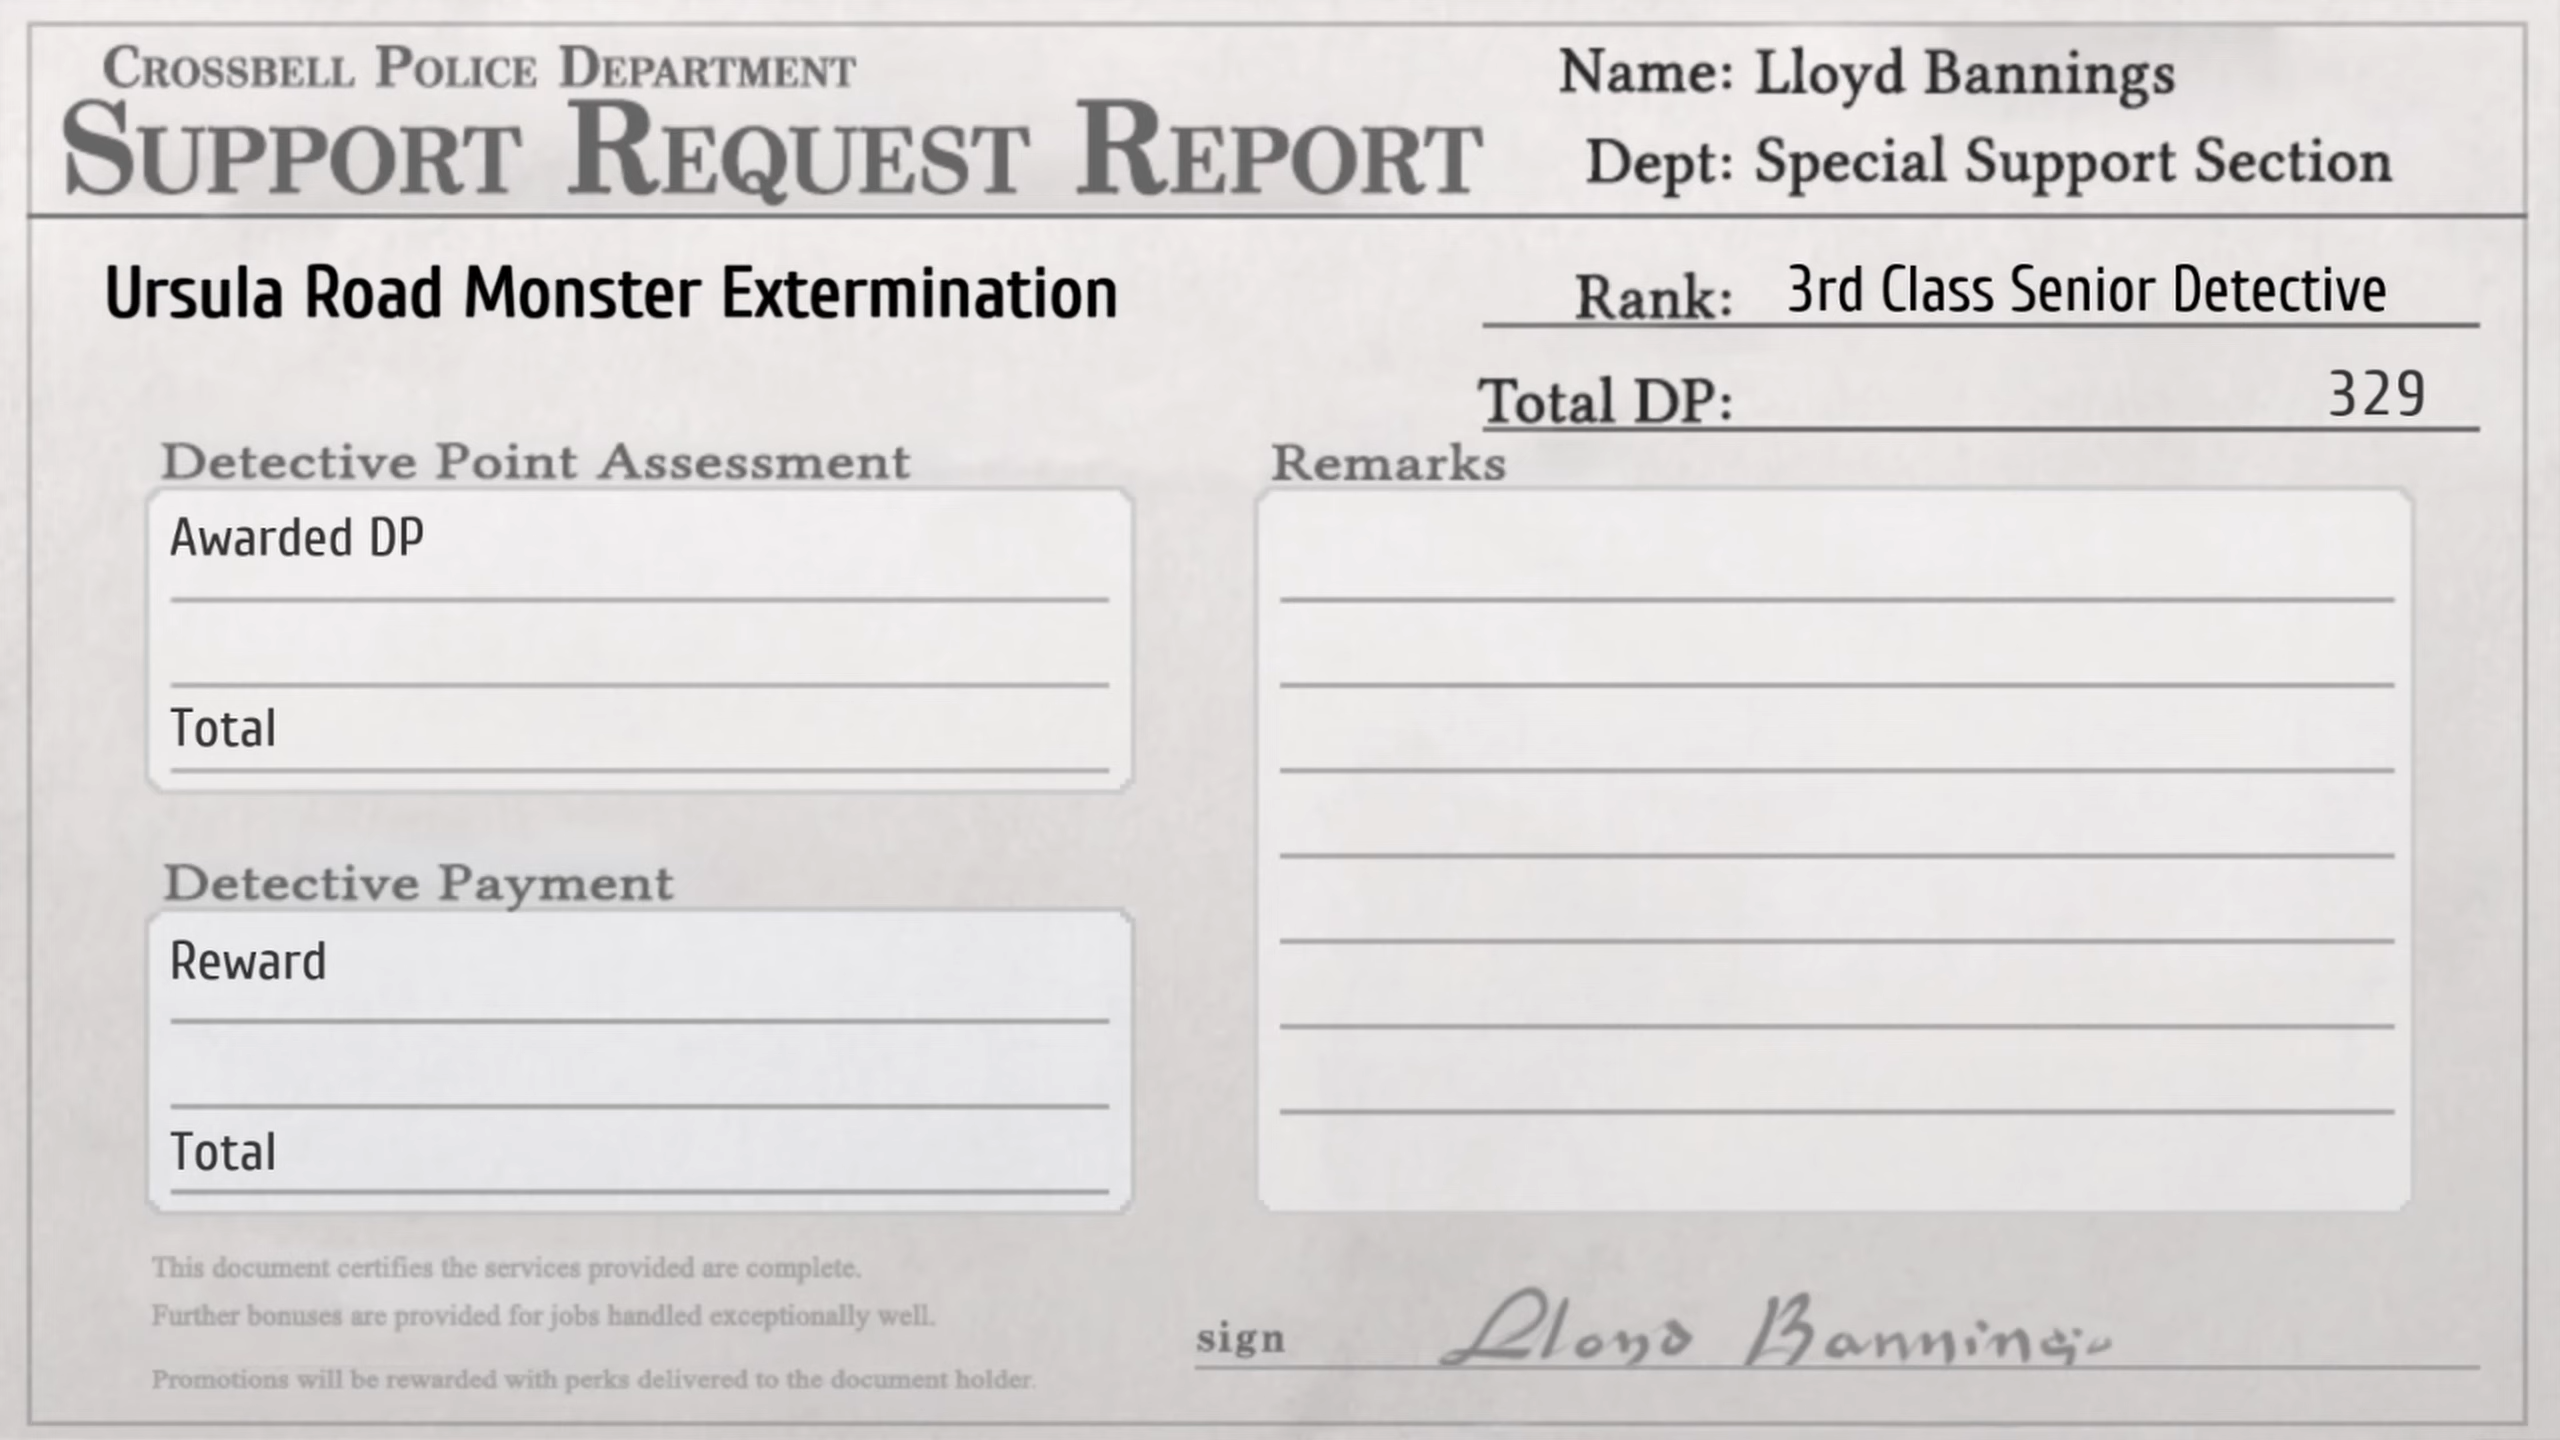 Crossbell Police Department
Support Request Report
Name: Lloyd Bannings
Dept: Special Support Section
Ursula Road Monster Extermination
Rank: 3rd Class Senior Detective
Total DP: 329
Detective Point Assessment
Awarded DP
Total
Remarks
Detective Payment
Reward
Total
This document certifies the services provided are complete.
Further bonuses are provided for jobs handled exceptionally well.
Promotions will be rewarded with perks delivered to the document holder.
sign Lloyd Bannings